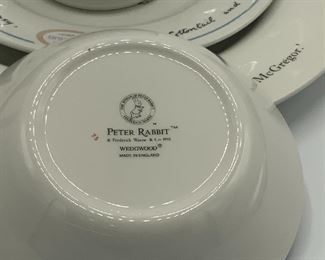 Cottontail and
McGregor.'
PETER RABBIT™
© Frederick Warne & Co 1993
WEDGWOOD®
MADE IN ENGLAND